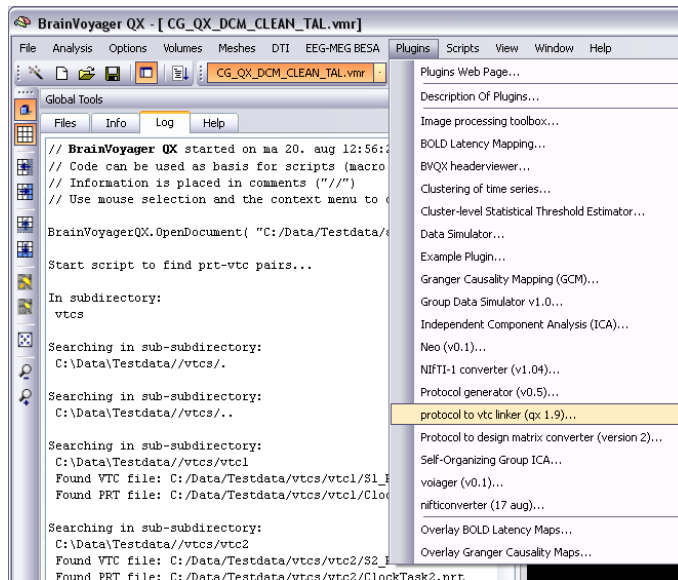 BrainVoyager QX - [ CG_QX_DCM_CLEAN_TAL.vmr]
File Analysis Options Volumes Meshes DTI EEG-MEG BESA Plugins Scripts View Window Help
CG_QX_DCM_CLEAN_TAL.vmr
Global Tools
Files Info Log Help
// BrainVoyager QX started on ma 20. aug 12:56:2
// Code can be used as basis for scripts (macro
// Information is placed in comments ("//")
// Use mouse selection and the context menu to
BrainVoyagerQX.OpenDocument( "C:/Data/Testdata/
Start script to find prt-vtc pairs...
In subdirectory:
vtcs
Searching in sub-subdirectory:
C:\Data\Testdata//vtcs/.
Searching in sub-subdirectory:
C:\Data\Testdata//vtcs/..
Searching in sub-subdirectory:
C:\Data\Testdata//vtcs/vtc1
Found VTC file: C:/Data/Testdata/vtcs/vtc1/S1_
Found PRT file: C:/Data/Testdata/vtcs/vtc1/Cloc
Searching in sub-subdirectory:
C:\Data\Testdata//vtcs/vtc2
Found VTC file: C:/Data/Testdata/vtcs/vtc2/S2_
Found PRT file: C:/Data/Testdata/vtcs/vtc2/ClockTask2.prt
Plugins Web Page...
Description Of Plugins...
Image processing toolbox...
BOLD Latency Mapping...
BVQX headerviewer...
Clustering of time series...
Cluster-level Statistical Threshold Estimator...
Data Simulator...
Example Plugin...
Granger Causality Mapping (GCM)...
Group Data Simulator v1.0...
Independent Component Analysis (ICA)...
Neo (v0.1)...
NIfTI-1 converter (v1.04)...
Protocol generator (v0.5)...
protocol to vtc linker (qx 1.9)...
Protocol to design matrix converter (version 2)...
Self-Organizing Group ICA...
voiager (v0.1)...
nifticonverter (17 aug)...
Overlay BOLD Latency Maps...
Overlay Granger Causality Maps...